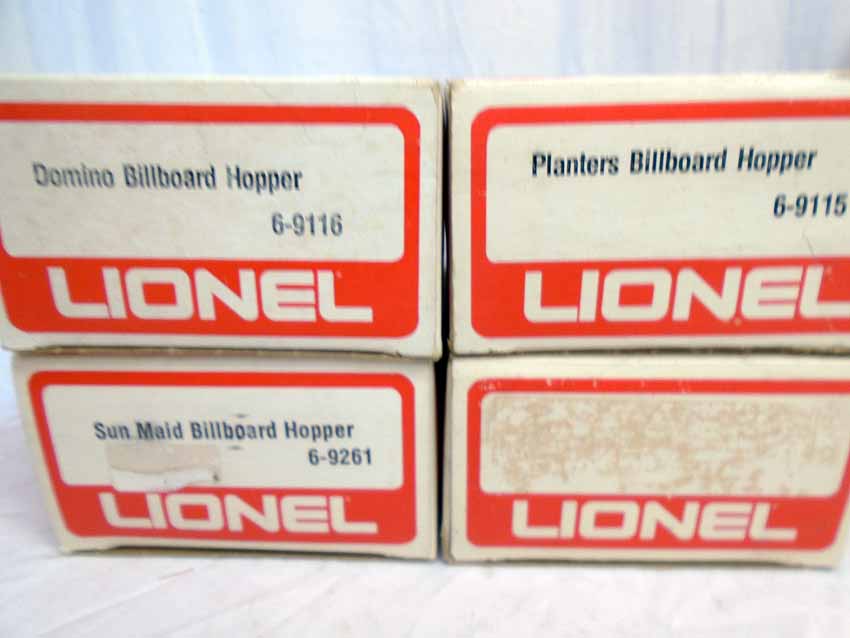 Domino Billboard Hopper
6-9116
LIONEL
Planters Billboard Hopper
6-9115
LIONEL
Sun Maid Billboard Hopper
6-9261
LIONEL
LIONEL